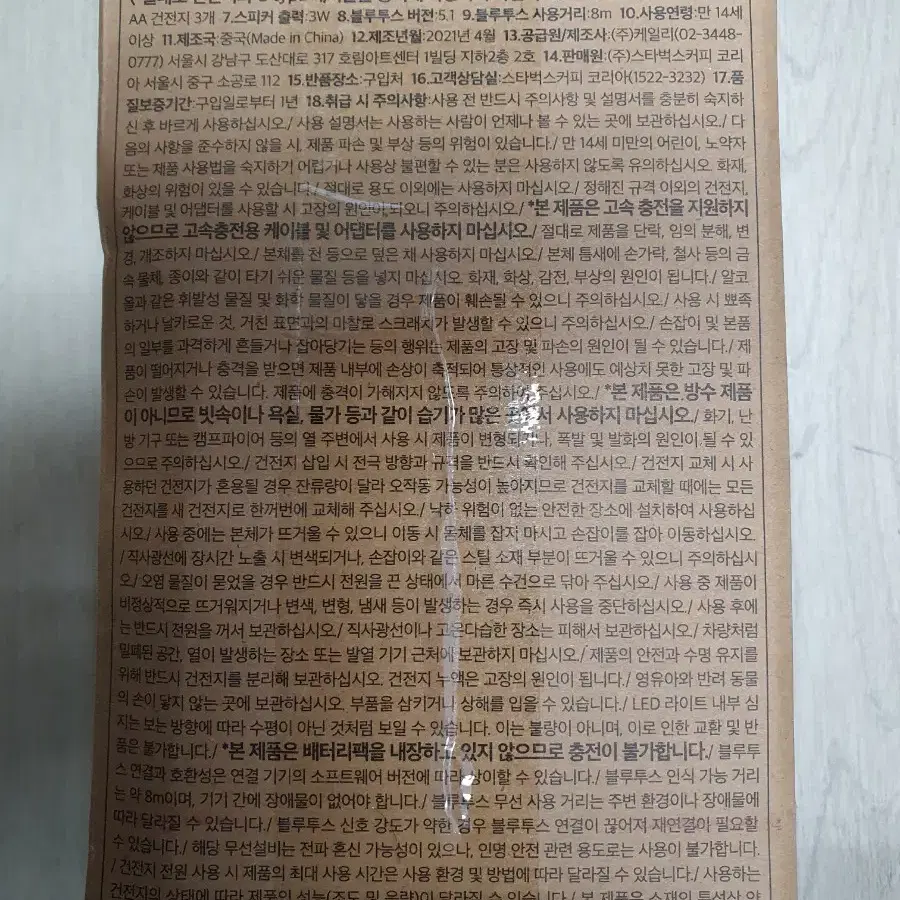 AA 건전지 3개 7.스피커 출력:3W 8.블루투스 버전:5.1 9.블루투스 사용거리:8m 10.사용연령:만 14세
이상 11.제조국:중국(Made in China) 12.제조년월:2021년 4월 13.공급원/제조사:(주)케일리(02-3448-
0777) 서울시 강남구 도산대로 317 호림아트센터 1빌딩 지하2층 2호 14.판매원:(주)스타벅스커피 코리
아 서울시 중구 소공로 112 15.반품장소:구입처 16.고객상담실:스타벅스커피 코리아(1522-3232) 17.품
질보증기간:구입일로부터 1년 18.취급 시 주의사항:사용 전 반드시 주의사항 및 설명서를 충분히 숙지하
신 후 바르게 사용하십시오./ 사용 설명서는 사용하는 사람이 언제나 볼 수 있는 곳에 보관하십시오./ 다
음의 사항을 준수하지 않을 시, 제품 파손 및 부상 등의 위험이 있습니다./ 만 14세 미만의 어린이, 노약자
또는 제품 사용법을 숙지하기 어렵거나 사용상 불편할 수 있는 분은 사용하지 않도록 유의하십시오. 화재,
화상의 위험이 있을 수 있습니다./ 절대로 용도 이외에는 사용하지 마십시오./ 정해진 규격 이외의 건전지,
케이블 및 어댑터를 사용할 시 고장의 원인이 되오니 주의하십시오./ *본 제품은 고속 충전을 지원하지
않으므로 고속충전용 케이블 및 어댑터를 사용하지 마십시오./ 절대로 제품을 단락, 임의 분해, 변
경, 개조하지 마십시오./ 본체를 천 등으로 덮은 채 사용하지 마십시오./ 본체 틈새에 손가락, 철사 등의 금
속 물체, 종이와 같이 타기 쉬운 물질 등을 넣지 마십시오. 화재, 화상, 감전, 부상의 원인이 됩니다./ 알코
올과 같은 휘발성 물질 및 화학 물질이 닿을 경우 제품이 훼손될 수 있으니 주의하십시오./ 사용 시 뾰족
하거나 날카로운 것, 거친 표면과의 마찰로 스크래치가 발생할 수 있으니 주의하십시오./ 손잡이 및 본품
의 일부를 과격하게 흔들거나 잡아당기는 등의 행위는 제품의 고장 및 파손의 원인이 될 수 있습니다./ 제
품이 떨어지거나 충격을 받으면 제품 내부에 손상이 축적되어 통상적인 사용에도 예상치 못한 고장 및 파
손이 발생할 수 있습니다. 제품에 충격이 가해지지 않도록 주의하여 주십시오./ *본 제품은 방수 제품
이 아니므로 빗속이나 욕실, 물가 등과 같이 습기가 많은 곳에서 사용하지 마십시오./ 화기, 난
방 기구 또는 캠프파이어 등의 열 주변에서 사용 시 제품이 변형되거나, 폭발 및 발화의 원인이 될 수 있
으므로 주의하십시오./ 건전지 삽입 시 전극 방향과 규격을 반드시 확인해 주십시오./ 건전지 교체 시 사
용하던 건전지가 혼용될 경우 잔류량이 달라 오작동 가능성이 높아지므로 건전지를 교체할 때에는 모든
건전지를 새 건전지로 한꺼번에 교체해 주십시오./ 낙하 위험이 없는 안전한 장소에 설치하여 사용하십
시오./ 사용 중에는 본체가 뜨거울 수 있으니 이동 시 몸체를 잡지 마시고 손잡이를 잡아 이동하십시오.
/ 직사광선에 장시간 노출 시 변색되거나, 손잡이와 같은 스틸 소재 부분이 뜨거울 수 있으니 주의하십시
오./ 오염 물질이 묻었을 경우 반드시 전원을 끈 상태에서 마른 수건으로 닦아 주십시오./ 사용 중 제품이
비정상적으로 뜨거워지거나 변색, 변형, 냄새 등이 발생하는 경우 즉시 사용을 중단하십시오./ 사용 후에
는 반드시 전원을 꺼서 보관하십시오./ 직사광선이나 고온다습한 장소는 피해서 보관하십시오./ 차량처럼
밀폐된 공간, 열이 발생하는 장소 또는 발열 기기 근처에 보관하지 마십시오./ 제품의 안전과 수명 유지를
위해 반드시 건전지를 분리해 보관하십시오. 건전지 누액은 고장의 원인이 됩니다./ 영유아와 반려 동물
의 손이 닿지 않는 곳에 보관하십시오. 부품을 삼키거나 상해를 입을 수 있습니다./ LED 라이트 내부 심
지는 보는 방향에 따라 수평이 아닌 것처럼 보일 수 있습니다. 이는 불량이 아니며, 이로 인한 교환 및 반
품은 불가합니다./ *본 제품은 배터리팩을 내장하고 있지 않으므로 충전이 불가합니다./ 블루투
스 연결과 호환성은 연결 기기의 소프트웨어 버전에 따라 상이할 수 있습니다./ 블루투스 인식 가능 거리
는 약 8m이며, 기기 간에 장애물이 없어야 합니다./ 블루투스 무선 사용 거리는 주변 환경이나 장애물에
따라 달라질 수 있습니다./ 블루투스 신호 강도가 약한 경우 블루투스 연결이 끊어져 재연결이 필요할
수 있습니다./ 해당 무선설비는 전파 혼신 가능성이 있으나, 인명 안전 관련 용도로는 사용이 불가합니다.
/ 건전지 전원 사용 시 제품의 최대 사용 시간은 사용 환경 및 방법에 따라 달라질 수 있습니다./ 사용하는
건전지의 상태에 따라 제품의 성능(조도 및 음량)이 달라질 수 있습니다./ 본 제품은 소재의 특성상 약